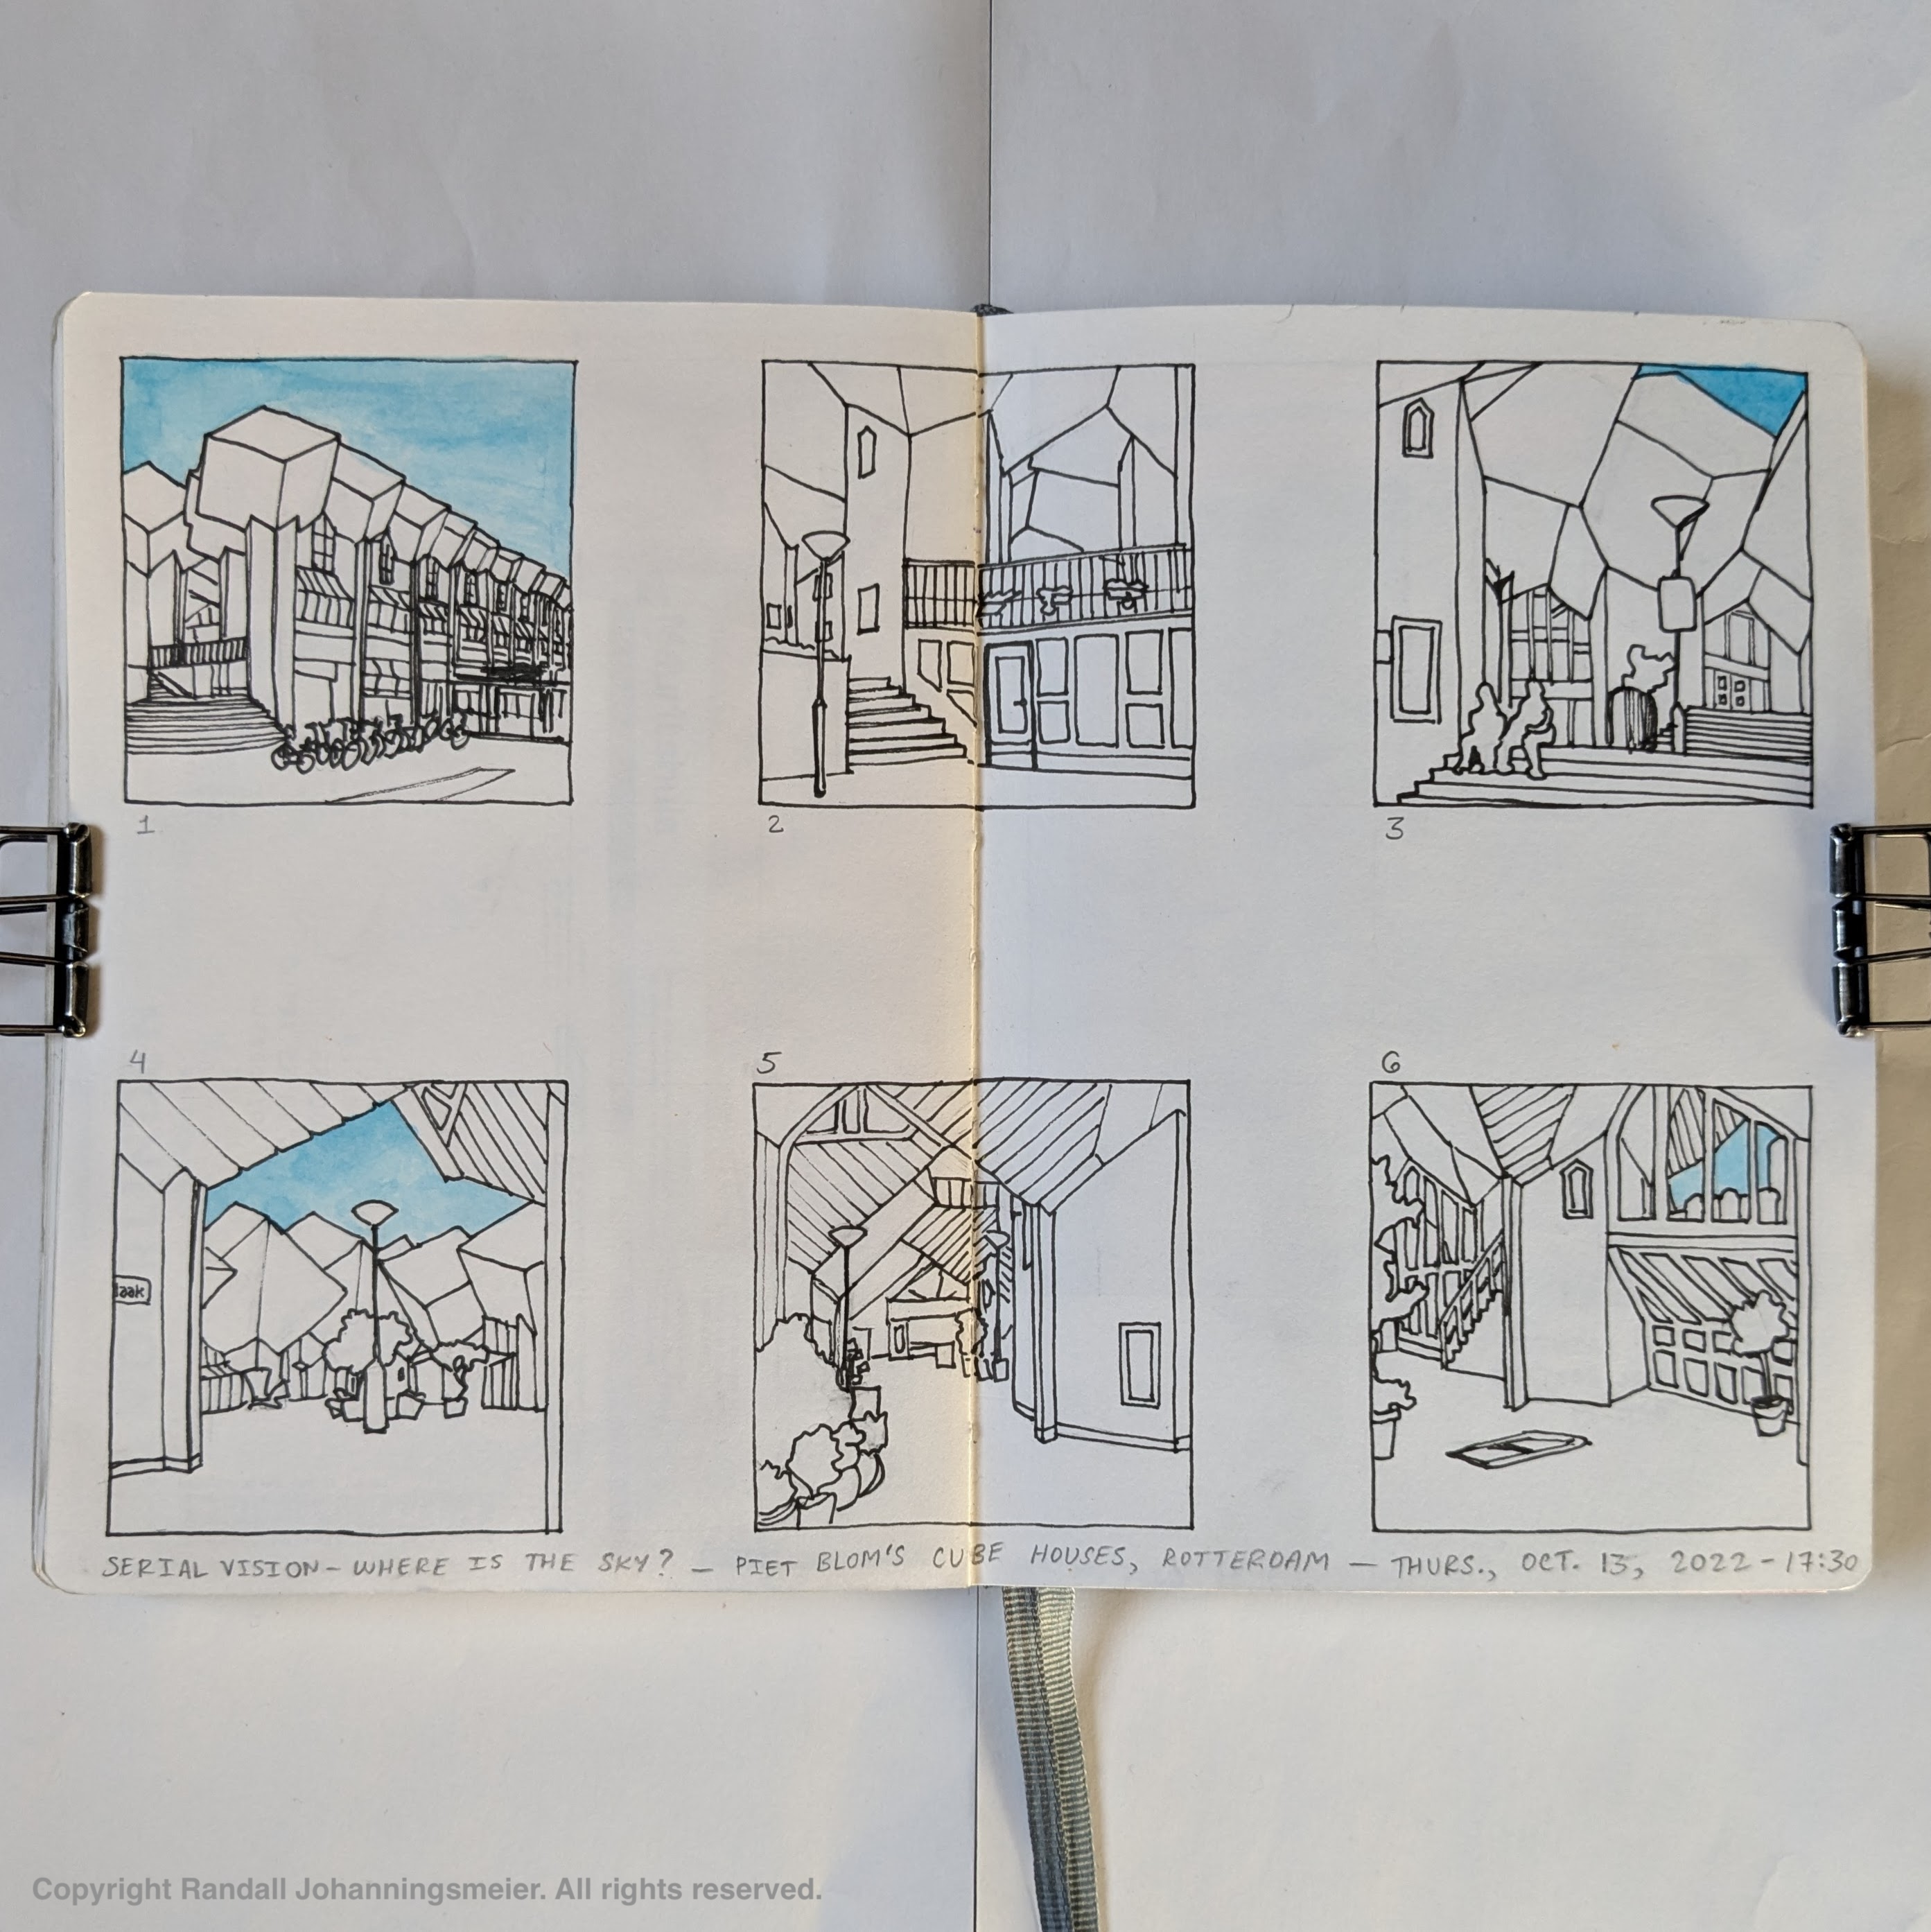 1
2
3
4
5
6
aak
SERIAL VISION - WHERE IS THE SKY? - PIET BLOM'S CUBE HOUSES, ROTTERDAM - THURS., OCT. 13, 2022 - 17:30
Copyright Randall Johanningsmeier. All rights reserved.